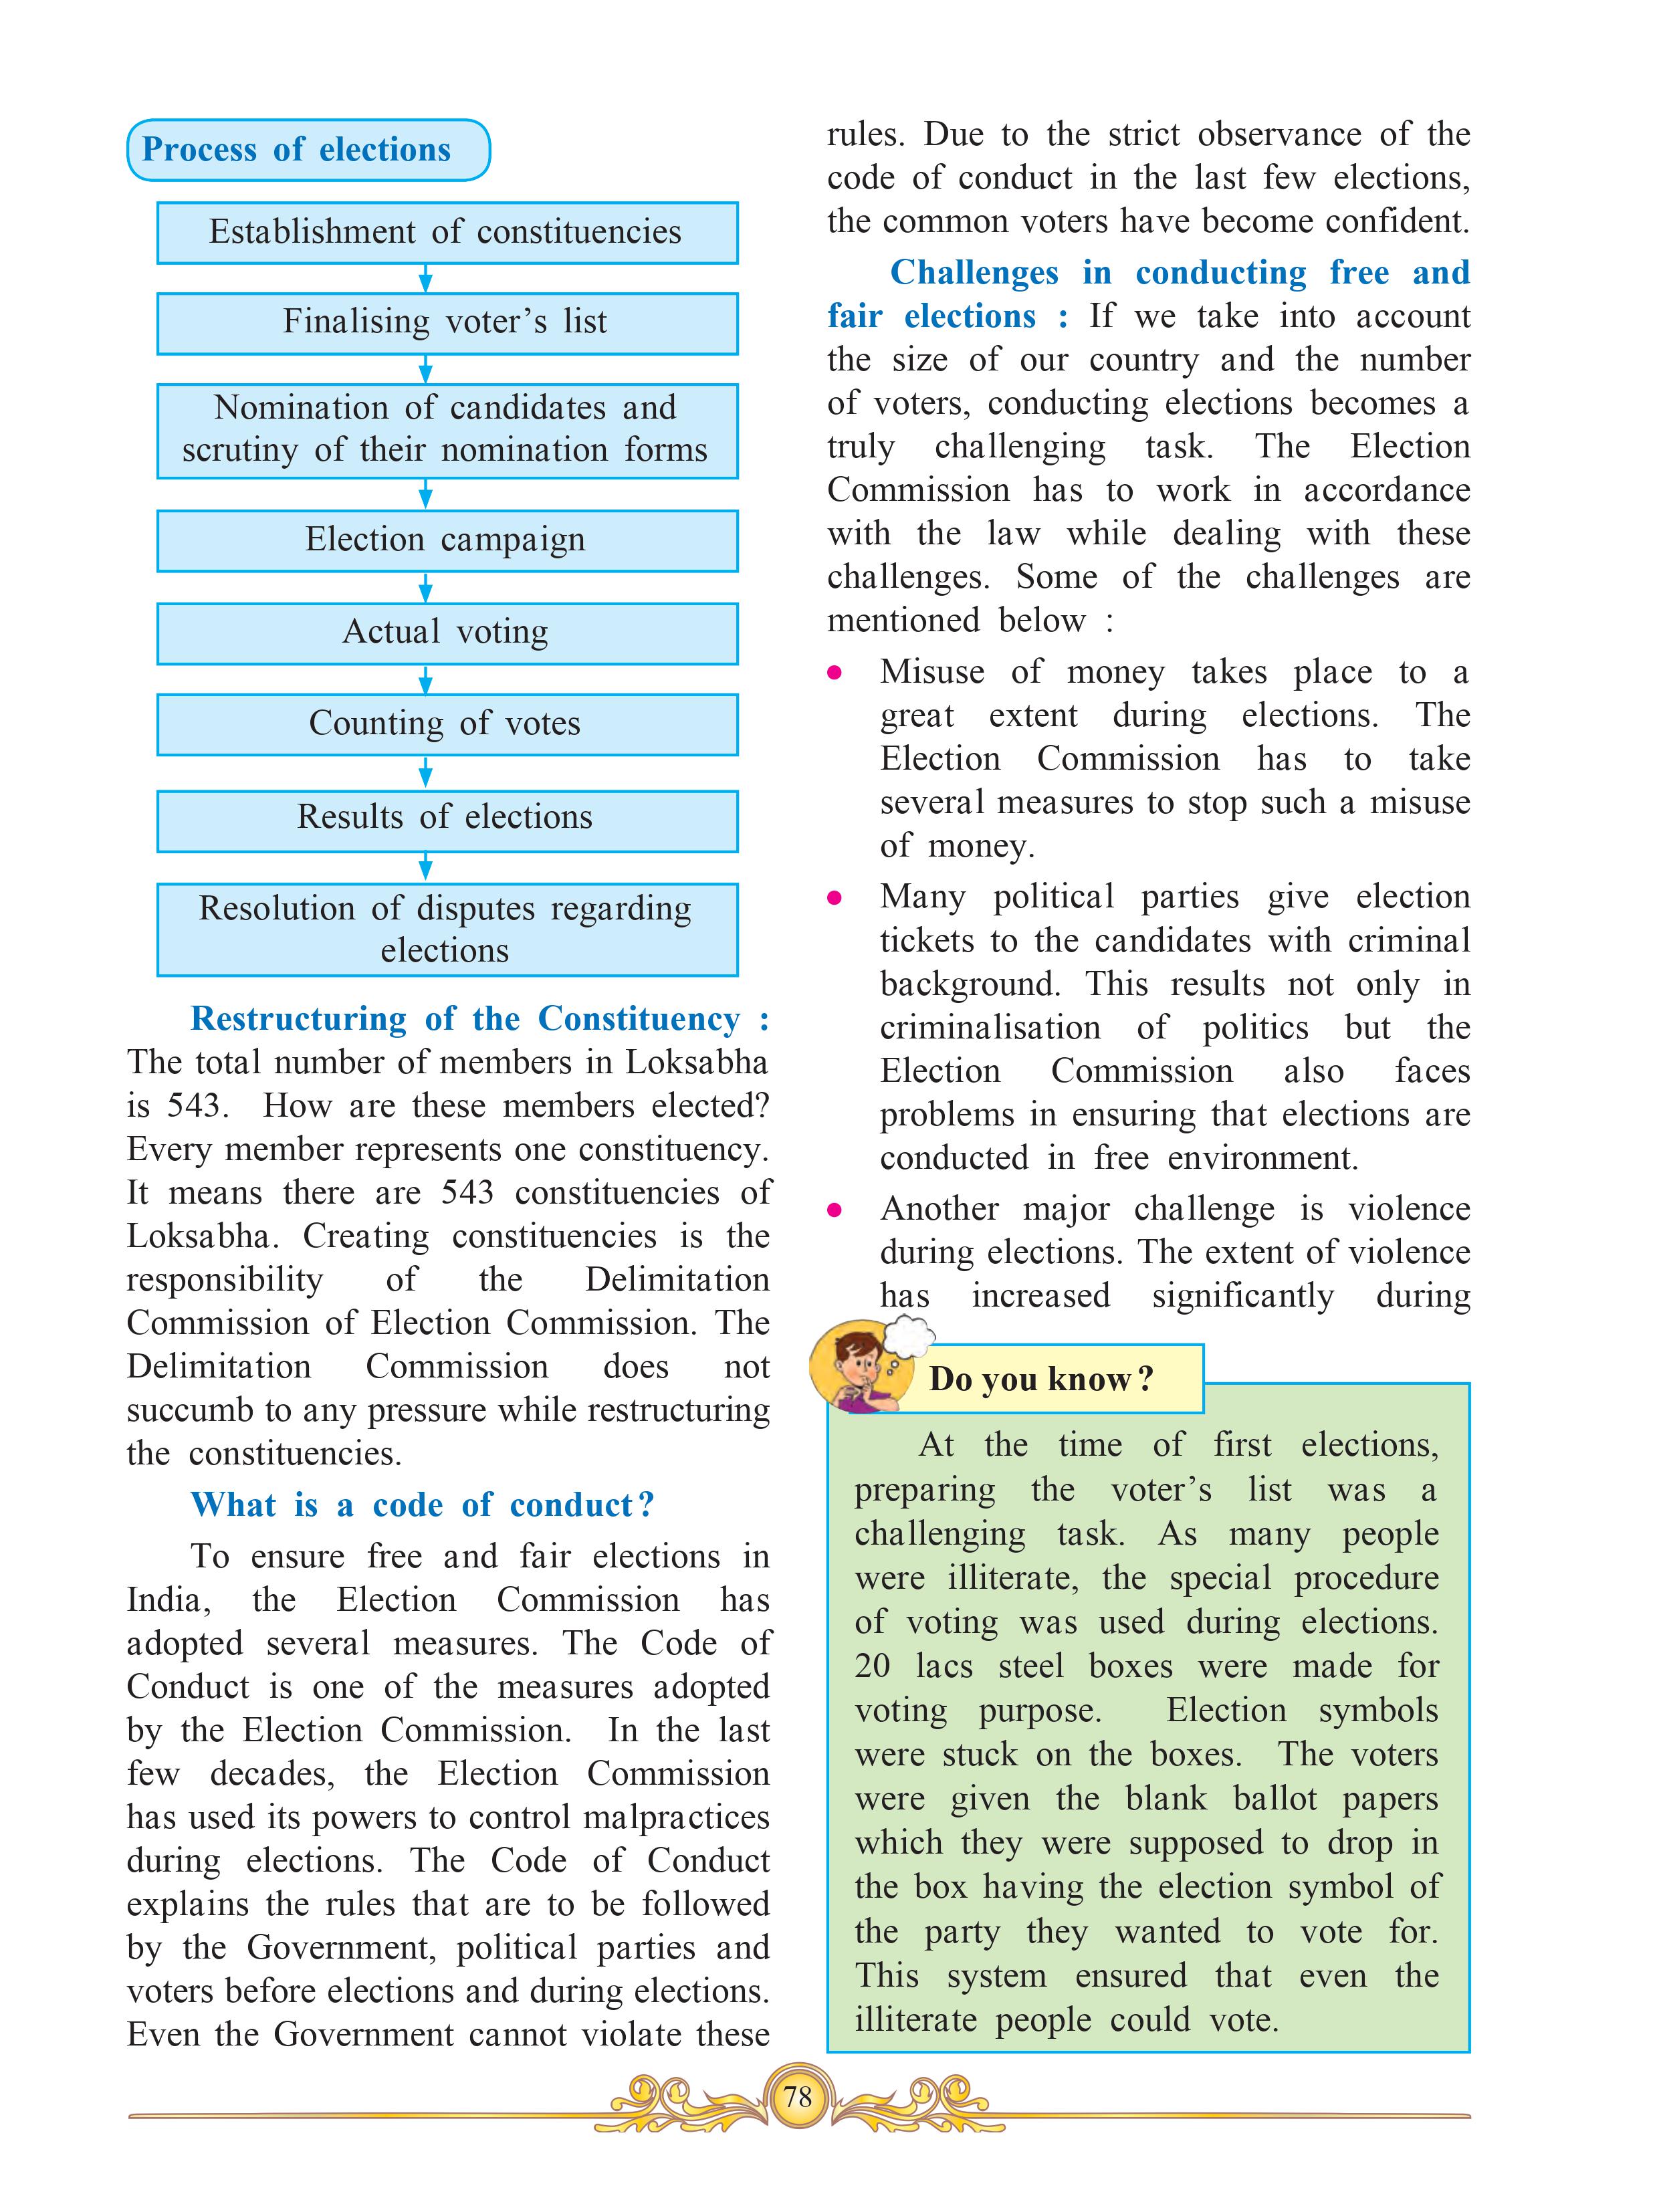 Process of elections
Establishment of constituencies
Finalising voter’s list
Nomination of candidates and
scrutiny of their nomination forms
Election campaign
Actual voting
Counting of votes
Results of elections
Resolution of disputes regarding
elections
Restructuring of the Constituency :
The total number of members in Loksabha
is 543. How are these members elected?
Every member represents one constituency.
It means there are 543 constituencies of
Loksabha. Creating constituencies is the
responsibility of the Delimitation
Commission of Election Commission. The
Delimitation Commission does not
succumb to any pressure while restructuring
the constituencies.
What is a code of conduct?
To ensure free and fair elections in
India, the Election Commission has
adopted several measures. The Code of
Conduct is one of the measures adopted
by the Election Commission. In the last
few decades, the Election Commission
has used its powers to control malpractices
during elections. The Code of Conduct
explains the rules that are to be followed
by the Government, political parties and
voters before elections and during elections.
Even the Government cannot violate these
rules. Due to the strict observance of the
code of conduct in the last few elections,
the common voters have become confident.
Challenges in conducting free and
fair elections : If we take into account
the size of our country and the number
of voters, conducting elections becomes a
truly challenging task. The Election
Commission has to work in accordance
with the law while dealing with these
challenges. Some of the challenges are
mentioned below :
● Misuse of money takes place to a
great extent during elections. The
Election Commission has to take
several measures to stop such a misuse
of money.
● Many political parties give election
tickets to the candidates with criminal
background. This results not only in
criminalisation of politics but the
Election Commission also faces
problems in ensuring that elections are
conducted in free environment.
● Another major challenge is violence
during elections. The extent of violence
has increased significantly during
Do you know?
At the time of first elections,
preparing the voter’s list was a
challenging task. As many people
were illiterate, the special procedure
of voting was used during elections.
20 lacs steel boxes were made for
voting purpose. Election symbols
were stuck on the boxes. The voters
were given the blank ballot papers
which they were supposed to drop in
the box having the election symbol of
the party they wanted to vote for.
This system ensured that even the
illiterate people could vote.
78